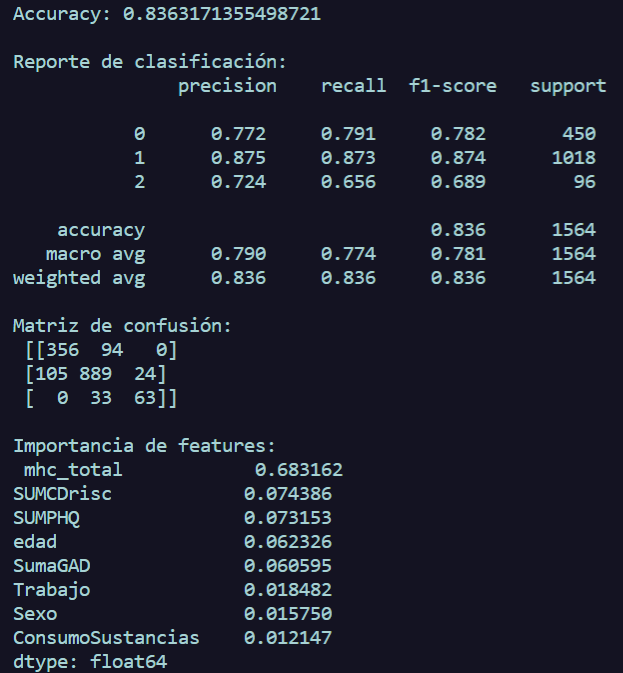 Accuracy: 0.8363171355498721
Reporte de clasificación:
precision recall f1-score support
0 0.772 0.791 0.782 450
1 0.875 0.873 0.874 1018
2 0.724 0.656 0.689 96
accuracy 0.836 1564
macro avg 0.790 0.774 0.781 1564
weighted avg 0.836 0.836 0.836 1564
Matriz de confusión:
[[356 94 0]
[105 889 24]
[ 0 33 63]]
Importancia de features:
mhc_total 0.683162
SUMCDrisc 0.074386
SUMPHQ 0.073153
edad 0.062326
SumaGAD 0.060595
Trabajo 0.018482
Sexo 0.015750
ConsumoSustancias 0.012147
dtype: float64